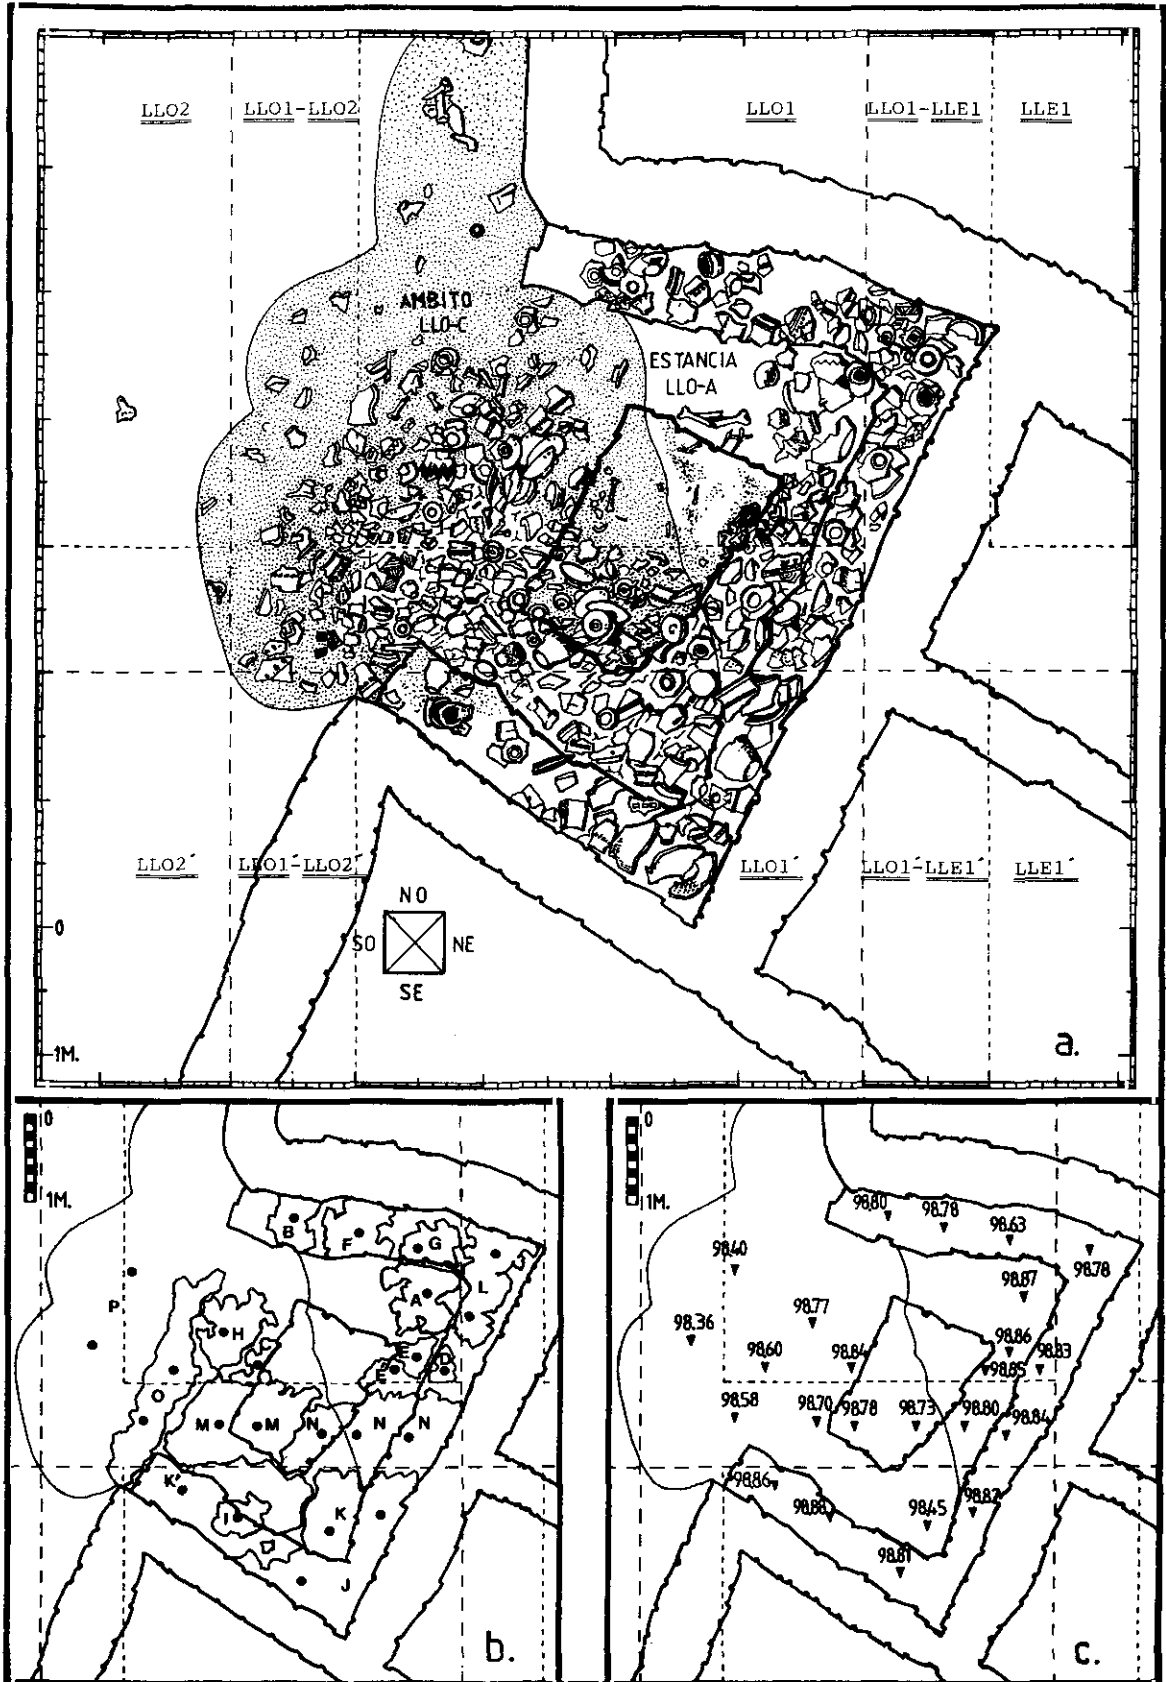 LLO2
LLO1-LLO2
LLO1
LLO1-LLE1
LLE1
AMBITO
LLO-C
ESTANCIA
LLO-A
LLO2´
LLO1´-LLO2´
LLO1´
LLO1´-LLE1´
LLE1´
NO
SO
NE
SE
0
1M.
a.
0
1M.
B
F
G
L
A
P
H
C
E
E'
D
O
M
M
N
N
N
K'
I
K
J
b.
0
1M.
98.80
98.78
98.63
98.78
98.40
98.87
98.77
98.36
98.86
98.60
98.84
98.83
98.85
98.58
98.70
98.78
98.73
98.80
98.84
98.86
98.88
98.45
98.82
98.81
c.